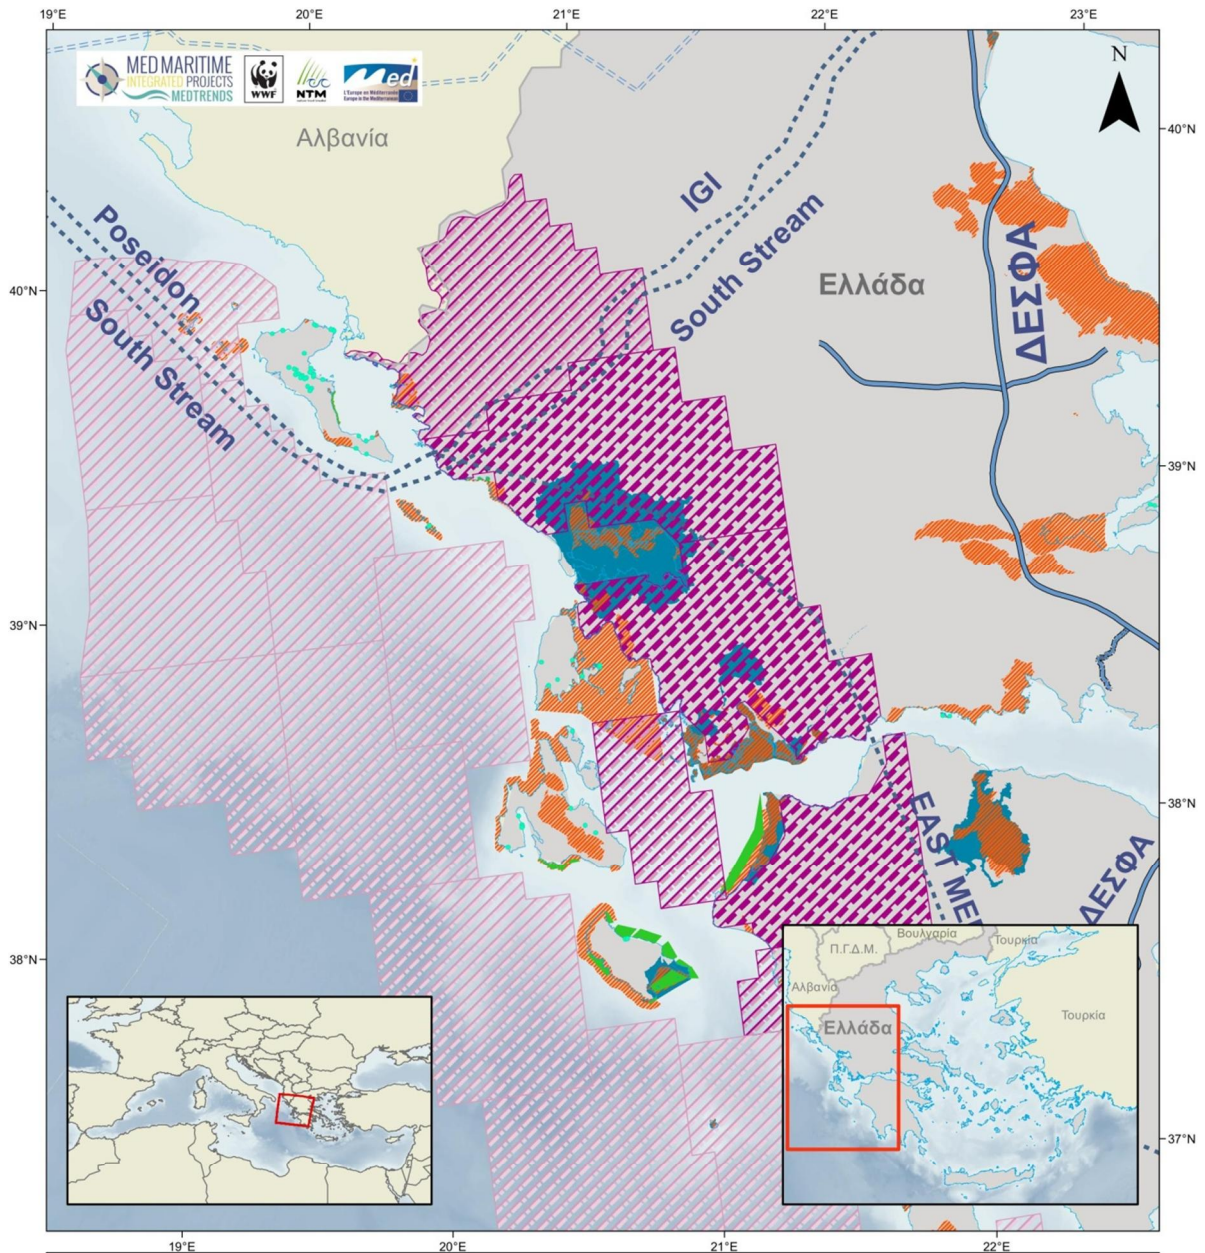 19°E 20°E 21°E 22°E 23°E
MED MARITIME
INTEGRATED PROJECTS
MEDTRENDS
WWF
NTM
Med
L'Europe en Méditerranée
Europe in the Mediterranean
N
Αλβανία
40°N
IGI
South Stream
Ελλάδα
ΔΕΣΦΑ
Poseidon
South Stream
40°N
39°N
39°N
38°N
EAST MED
ΔΕΣΦΑ
38°N
Βουλγαρία
Π.Γ.Δ.Μ.
Τουρκία
Αλβανία
Ελλάδα
Τουρκία
37°N
19°E 20°E 21°E 22°E